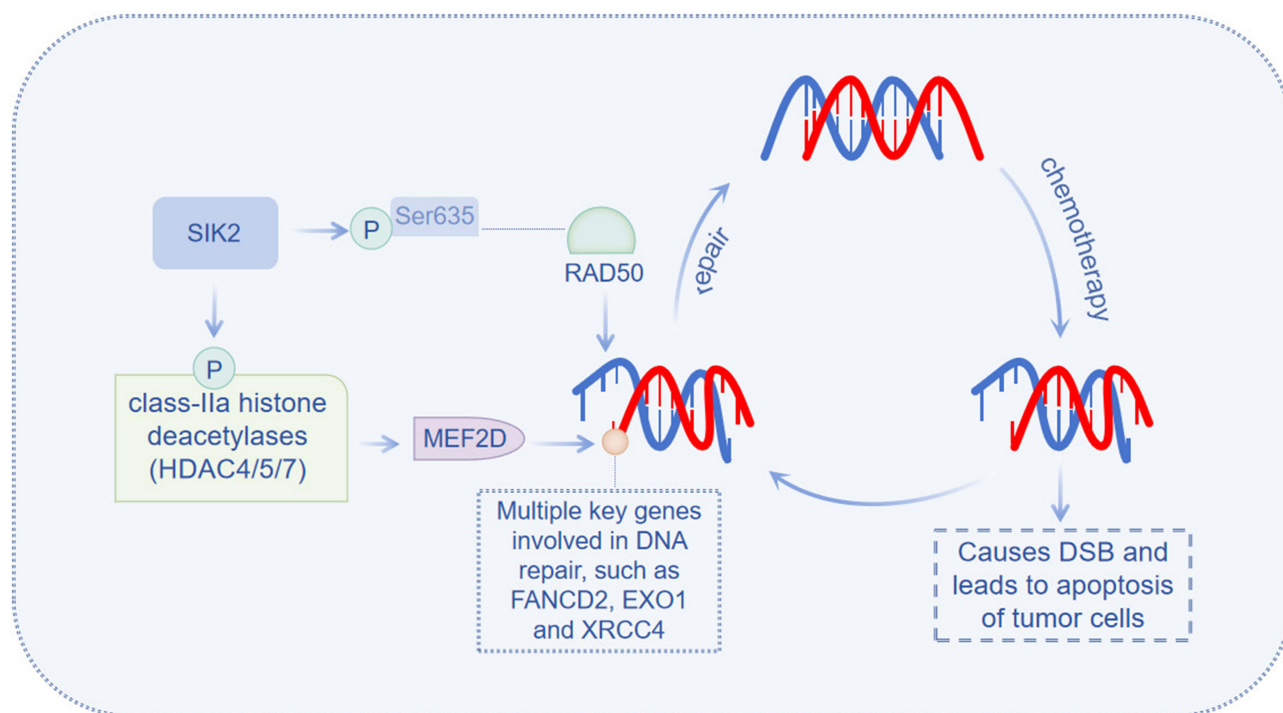 SIK2
P
Ser635
RAD50
repair
chemotherapy
P
class-IIa histone
deacetylases
(HDAC4/5/7)
MEF2D
Multiple key genes
involved in DNA
repair, such as
FANCD2, EXO1
and XRCC4
Causes DSB and
leads to apoptosis
of tumor cells